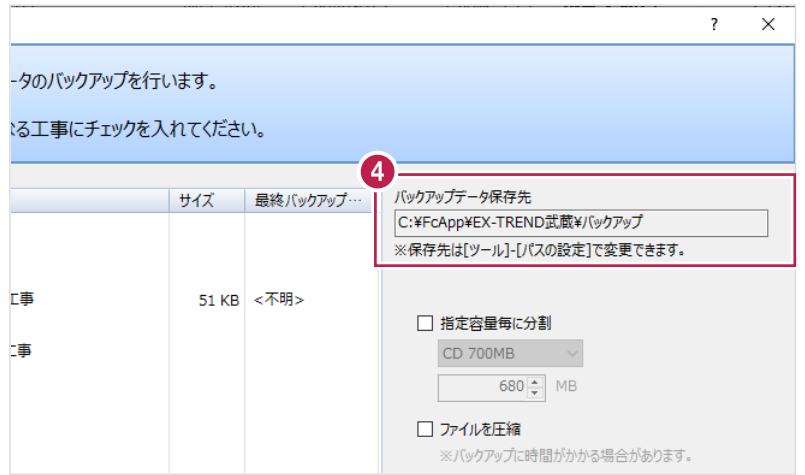 ? ×
-タのバックアップを行います。
る工事にチェックを入れてください。
4
サイズ 最終バックアップ…
バックアップデータ保存先
C:¥FcApp¥EX-TREND武蔵¥バックアップ
※保存先は[ツール]-[パスの設定]で変更できます。
工事 51 KB <不明>
指定容量毎に分割
工事
CD 700MB
680 MB
ファイルを圧縮
※バックアップに時間がかかる場合があります。